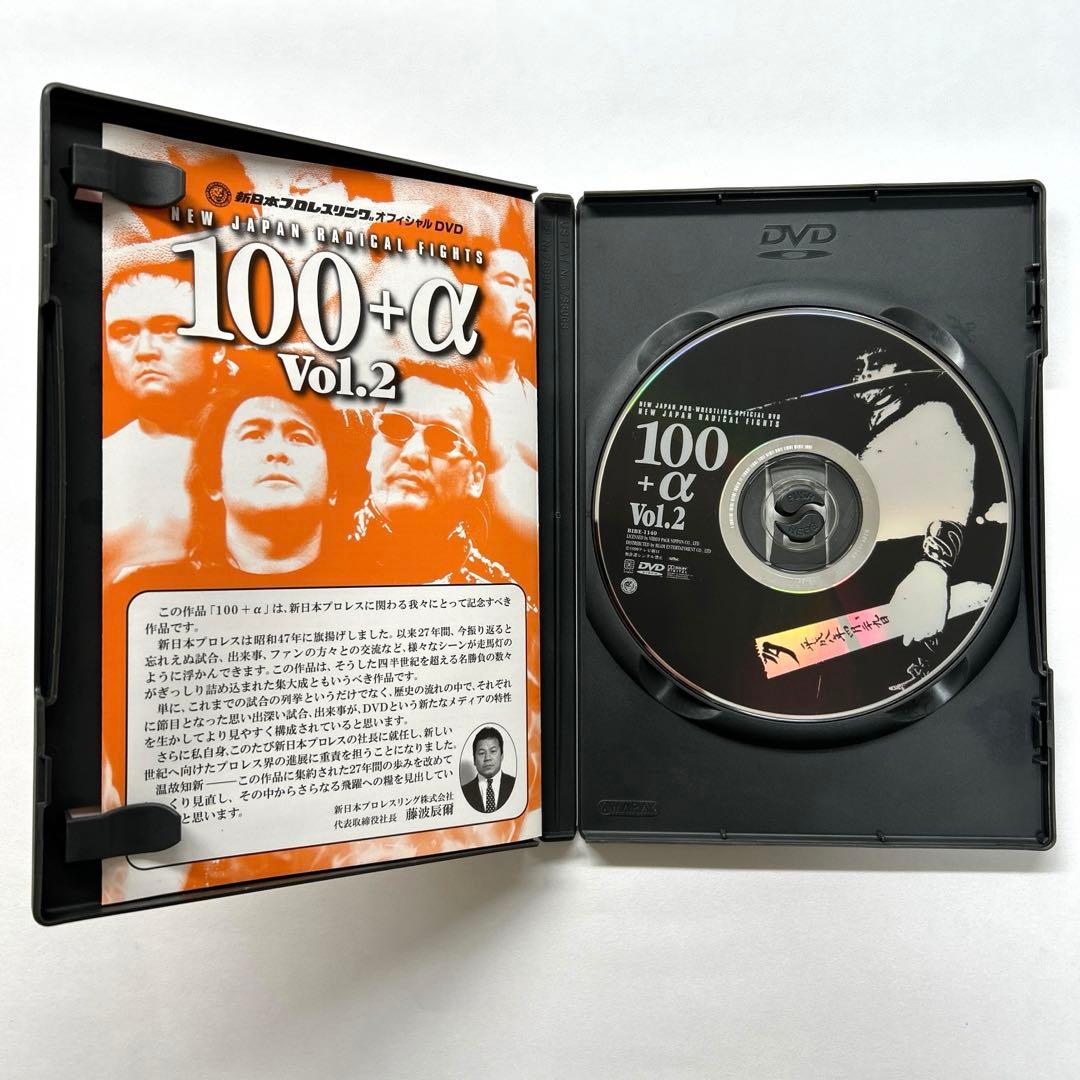 新日本プロレスリング オフィシャル DVD
NEW JAPAN RADICAL FIGHTS
100+α
Vol.2
この作品「100+α」は、新日本プロレスに関わる我々にとって記念すべき
作品です。
新日本プロレスは昭和47年に旗揚げしました。以来27年間、今振り返ると
忘れえぬ試合、出来事、ファンの方々との交流など、様々なシーンが走馬灯の
ように浮かんできます。この作品は、そうした四半世紀を超える名勝負の数々
がぎっしり詰め込まれた集大成ともいうべき作品です。
単に、これまでの試合の列挙というだけでなく、歴史の流れの中で、それぞれ
に節目となった思い出深い試合、出来事が、DVDという新たなメディアの特性
を生かしてより見やすく構成されていると思います。
さらに私自身、このたび新日本プロレスの社長に就任し、新しい
世紀へ向けたプロレス界の進展に重責を担うことになりました。
温故知新――この作品に集約された27年間の歩みを改めて
くり見直し、その中からさらなる飛躍への糧を見出してい
と思います。
新日本プロレスリング株式会社
代表取締役社長 藤波辰爾
DVD
NEW JAPAN PRO-WRESTLING OFFICIAL DVD
NEW JAPAN RADICAL FIGHTS
100
+α
Vol.2
BIBE-1140
LICENSED by VIDEO PACK NIPPON CO., LTD
DISTRIBUTED by BEAM ENTERTAINMENT CO., LTD
DVD
AMARAY